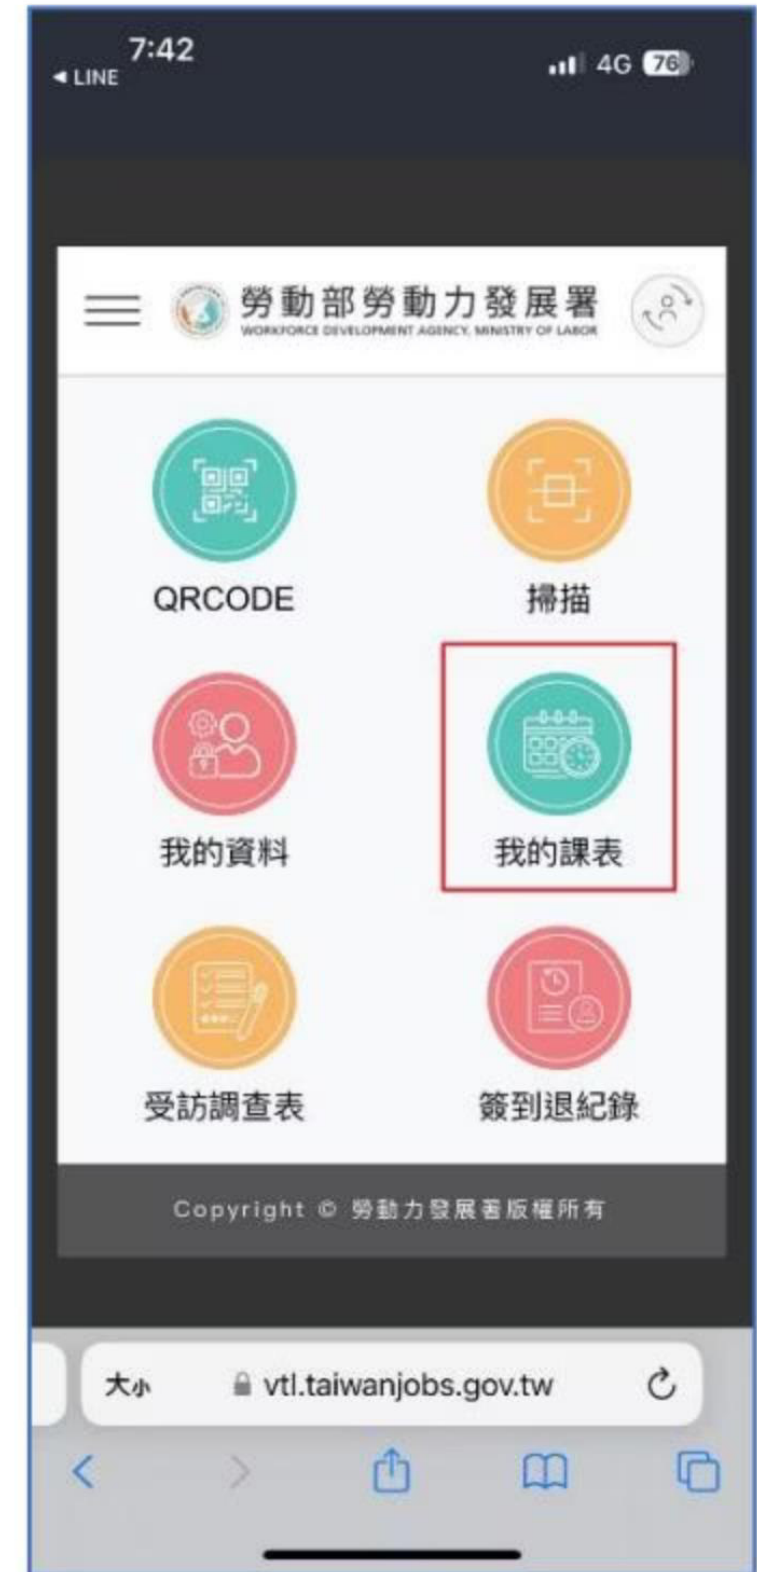 7:42
◀ LINE
4G 76
勞動部勞動力發展署
WORKFORCE DEVELOPMENT AGENCY, MINISTRY OF LABOR
QRCODE
掃描
我的資料
我的課表
受訪調查表
簽到退紀錄
Copyright © 勞動力發展署版權所有
大小
vtl.taiwanjobs.gov.tw